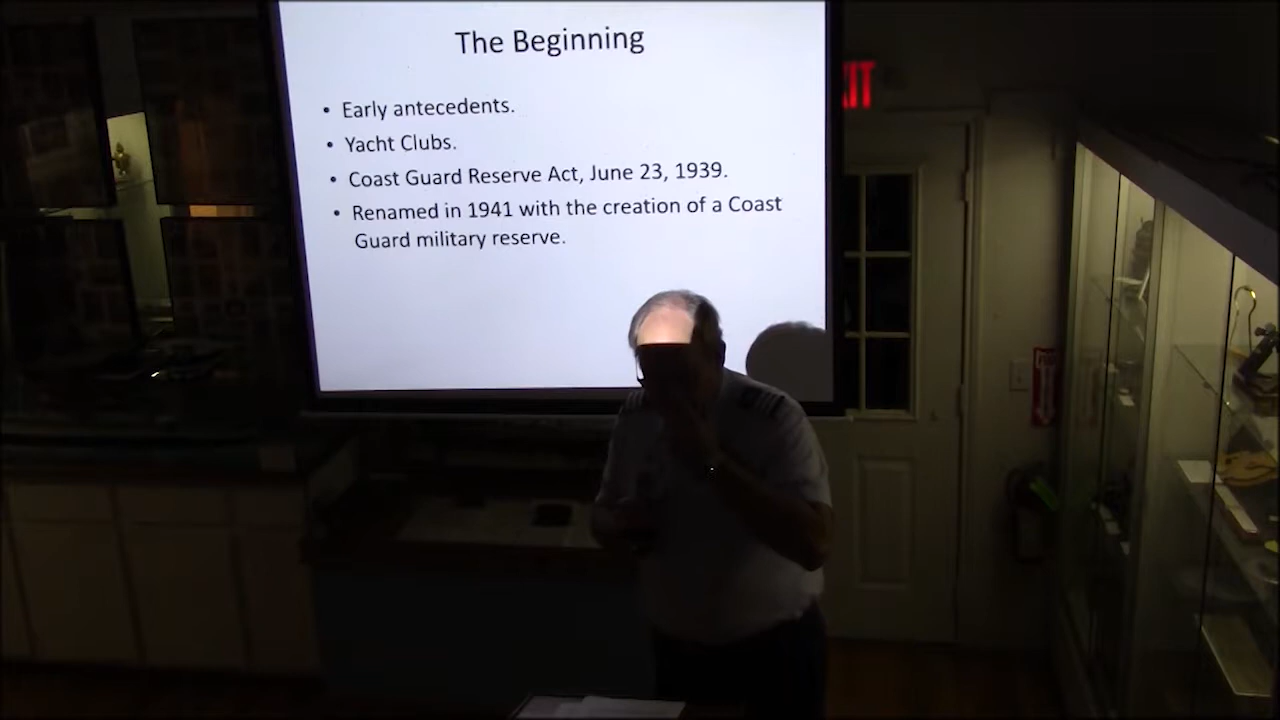 The Beginning
• Early antecedents.
• Yacht Clubs.
• Coast Guard Reserve Act, June 23, 1939.
• Renamed in 1941 with the creation of a Coast
Guard military reserve.